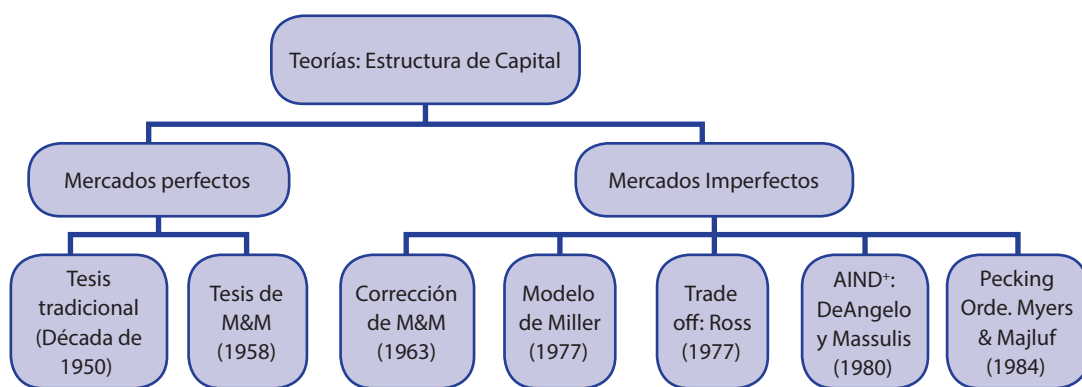 Teorías: Estructura de Capital
Mercados perfectos
Mercados Imperfectos
Tesis
tradicional
(Década de
1950)
Tesis de
M&M
(1958)
Corrección
de M&M
(1963)
Modelo
de Miller
(1977)
Trade
off: Ross
(1977)
AIND⁺:
DeAngelo
y Massulis
(1980)
Pecking
Orde. Myers
& Majluf
(1984)